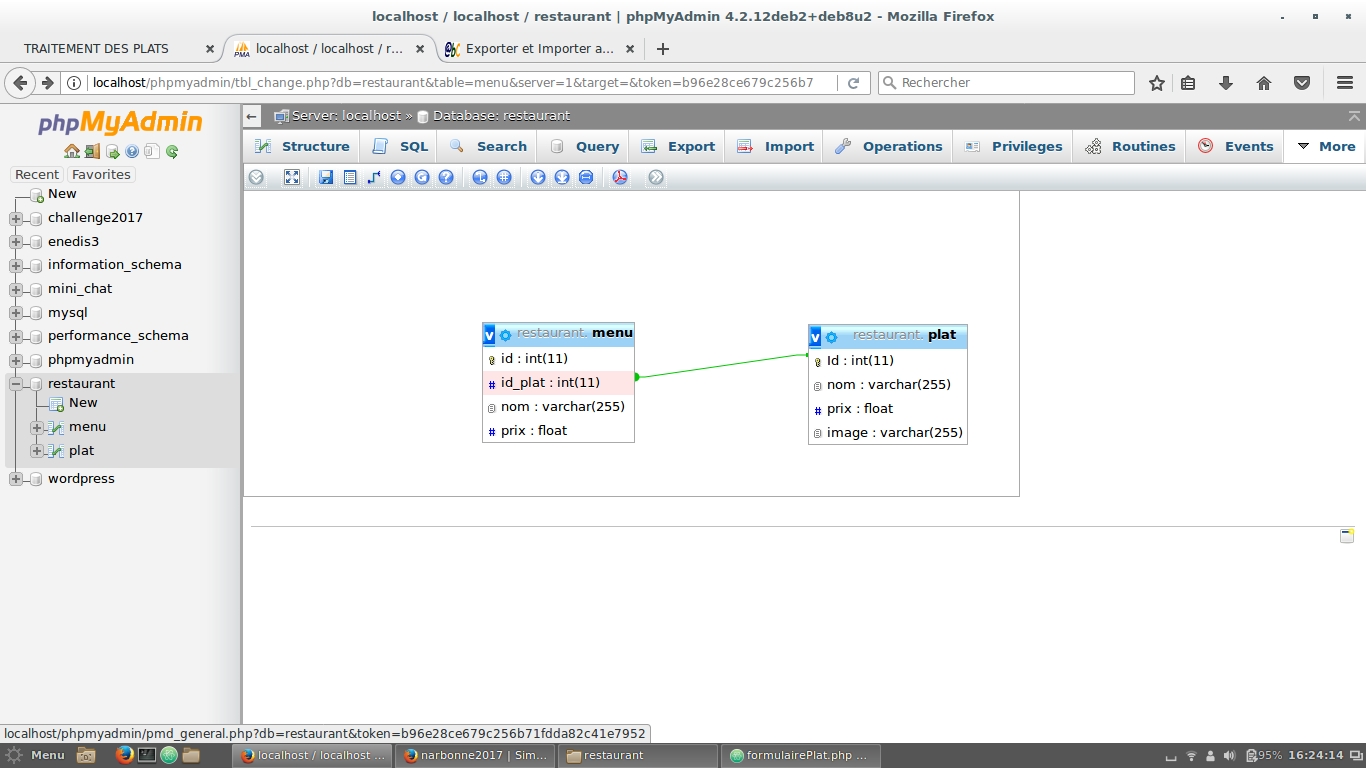 localhost / localhost / restaurant | phpMyAdmin 4.2.12deb2+deb8u2 - Mozilla Firefox
TRAITEMENT DES PLATS
localhost / localhost / r...
Exporter et Importer a...
localhost/phpmyadmin/tbl_change.php?db=restaurant&table=menu&server=1&target=&token=b96e28ce679c256b7
Rechercher
phpMyAdmin
Server: localhost » Database: restaurant
Structure
SQL
Search
Query
Export
Import
Operations
Privileges
Routines
Events
More
Recent
Favorites
New
challenge2017
enedis3
information_schema
mini_chat
mysql
performance_schema
phpmyadmin
restaurant
New
menu
plat
wordpress
v restaurant. menu
id : int(11)
# id_plat : int(11)
nom : varchar(255)
# prix : float
v restaurant. plat
Id : int(11)
nom : varchar(255)
# prix : float
image : varchar(255)
localhost/phpmyadmin/pmd_general.php?db=restaurant&token=b96e28ce679c256b71fdda82c41e7952
Menu
localhost / localhost ...
narbonne2017 | Sim...
restaurant
formulairePlat.php ...
95%
16:24:14